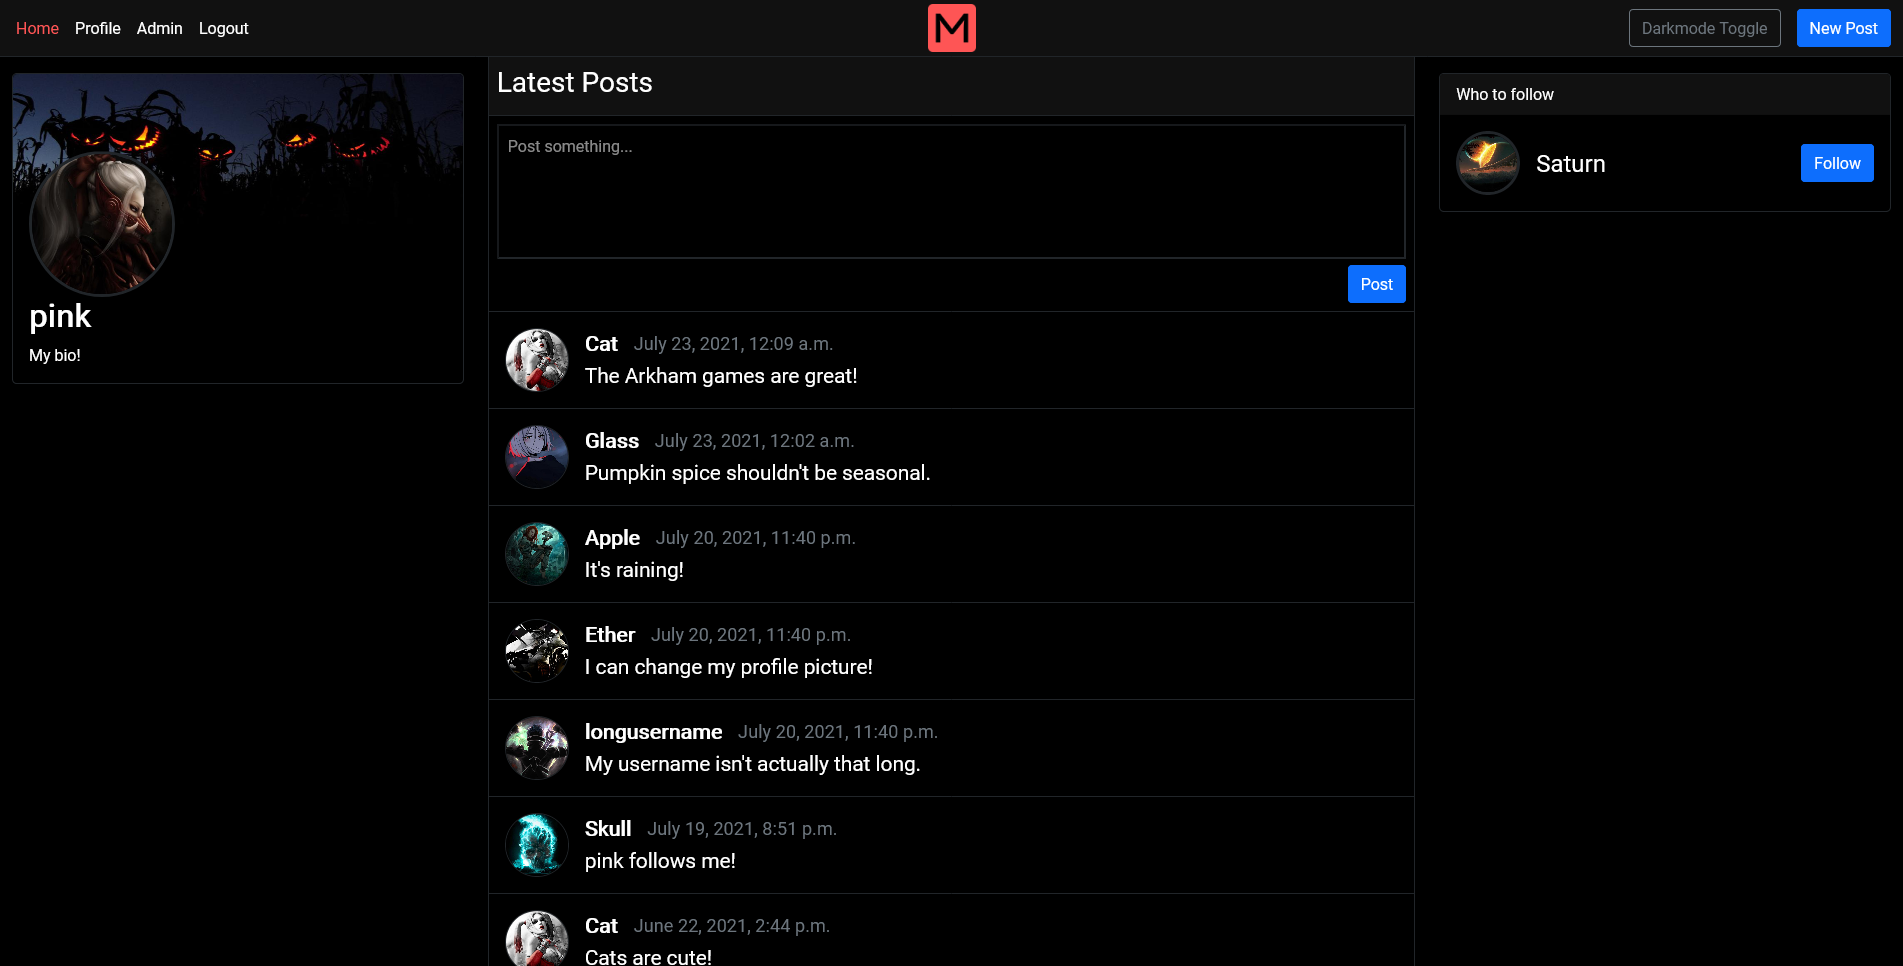 Home Profile Admin Logout
M
Darkmode Toggle New Post
pink
My bio!
Latest Posts
Post something...
Post
Cat July 23, 2021, 12:09 a.m.
The Arkham games are great!
Glass July 23, 2021, 12:02 a.m.
Pumpkin spice shouldn't be seasonal.
Apple July 20, 2021, 11:40 p.m.
It's raining!
Ether July 20, 2021, 11:40 p.m.
I can change my profile picture!
longusername July 20, 2021, 11:40 p.m.
My username isn't actually that long.
Skull July 19, 2021, 8:51 p.m.
pink follows me!
Cat June 22, 2021, 2:44 p.m.
Cats are cute!
Who to follow
Saturn Follow